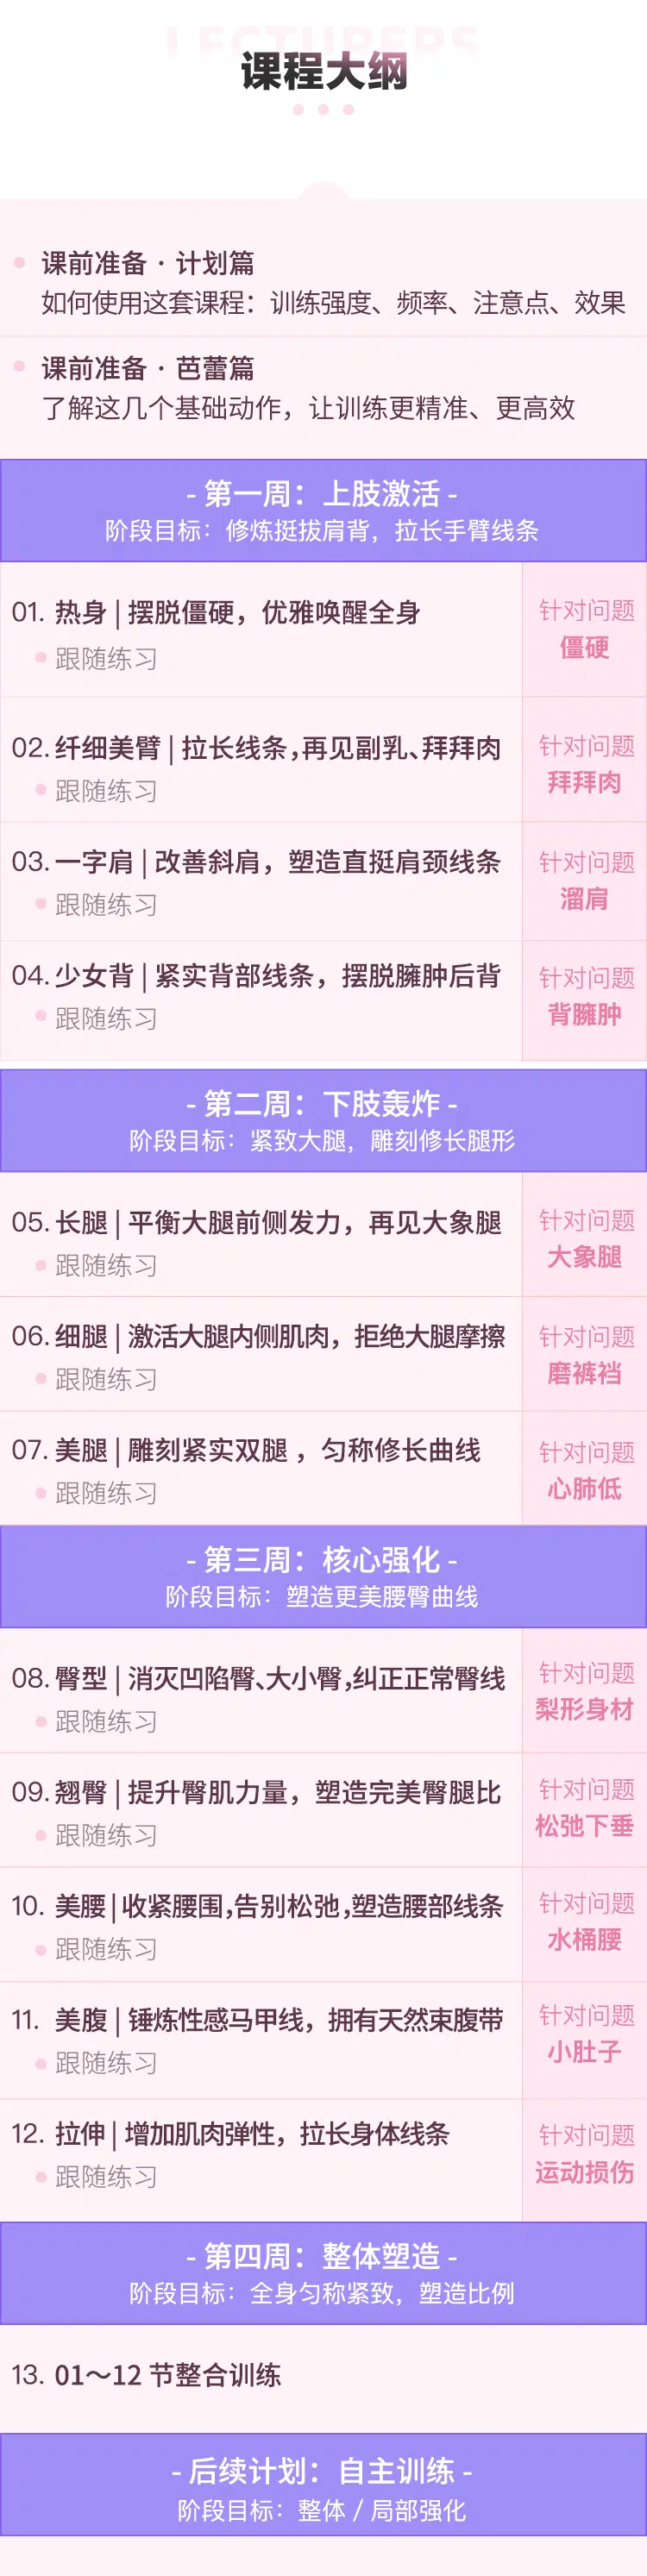 LECTURERS
课程大纲
课前准备 · 计划篇
如何使用这套课程：训练强度、频率、注意点、效果
课前准备 · 芭蕾篇
了解这几个基础动作，让训练更精准、更高效
- 第一周：上肢激活 -
阶段目标：修炼挺拔肩背，拉长手臂线条
01. 热身 | 摆脱僵硬，优雅唤醒全身
跟随练习
针对问题
僵硬
02. 纤细美臂 | 拉长线条,再见副乳、拜拜肉
跟随练习
针对问题
拜拜肉
03. 一字肩 | 改善斜肩，塑造直挺肩颈线条
跟随练习
针对问题
溜肩
04. 少女背 | 紧实背部线条，摆脱臃肿后背
跟随练习
针对问题
背臃肿
- 第二周：下肢轰炸 -
阶段目标：紧致大腿，雕刻修长腿形
05. 长腿 | 平衡大腿前侧发力，再见大象腿
跟随练习
针对问题
大象腿
06. 细腿 | 激活大腿内侧肌肉，拒绝大腿摩擦
跟随练习
针对问题
磨裤裆
07. 美腿 | 雕刻紧实双腿 ，匀称修长曲线
跟随练习
针对问题
心肺低
- 第三周：核心强化 -
阶段目标：塑造更美腰臀曲线
08. 臀型 | 消灭凹陷臀、大小臀,纠正正常臀线
跟随练习
针对问题
梨形身材
09. 翘臀 | 提升臀肌力量，塑造完美臀腿比
跟随练习
针对问题
松弛下垂
10. 美腰 | 收紧腰围,告别松弛,塑造腰部线条
跟随练习
针对问题
水桶腰
11. 美腹 | 锤炼性感马甲线，拥有天然束腹带
跟随练习
针对问题
小肚子
12. 拉伸 | 增加肌肉弹性，拉长身体线条
跟随练习
针对问题
运动损伤
- 第四周：整体塑造 -
阶段目标：全身匀称紧致，塑造比例
13. 01～12 节整合训练
- 后续计划：自主训练 -
阶段目标：整体 / 局部强化